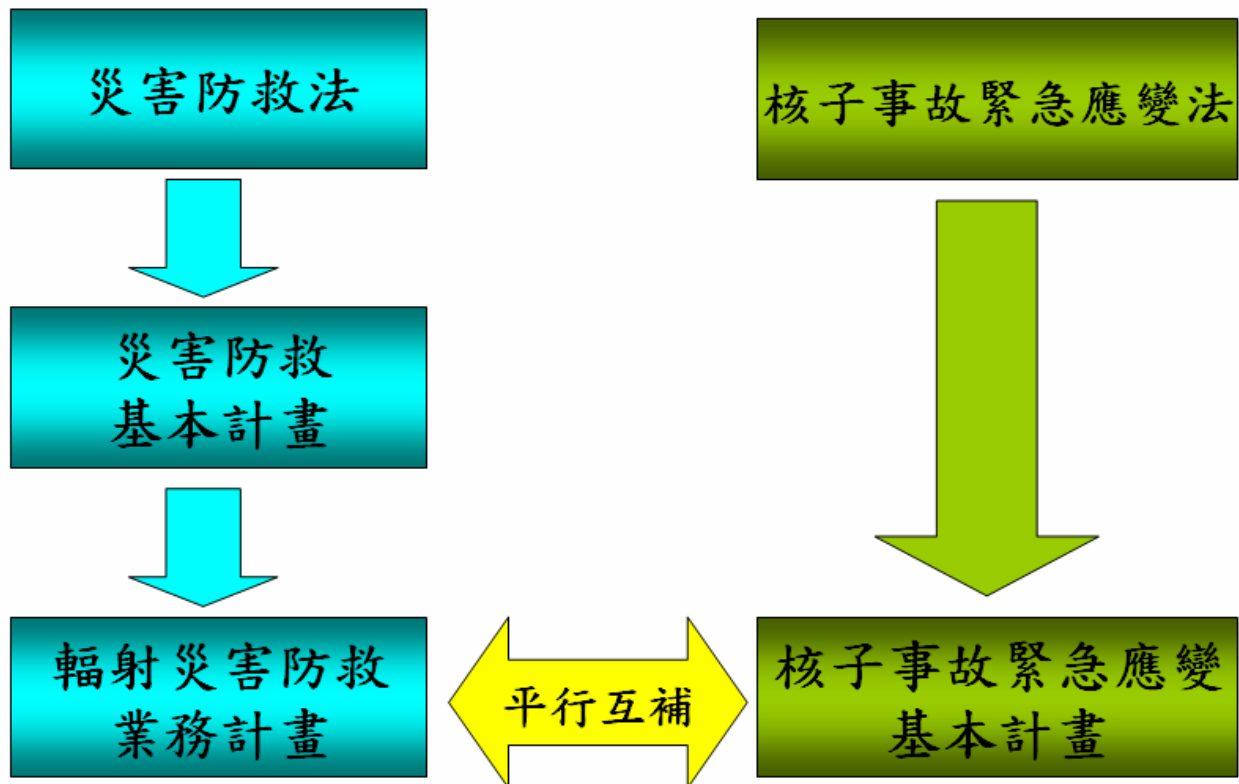 災害防救法
核子事故緊急應變法
災害防救
基本計畫
輻射災害防救
業務計畫
平行互補
核子事故緊急應變
基本計畫